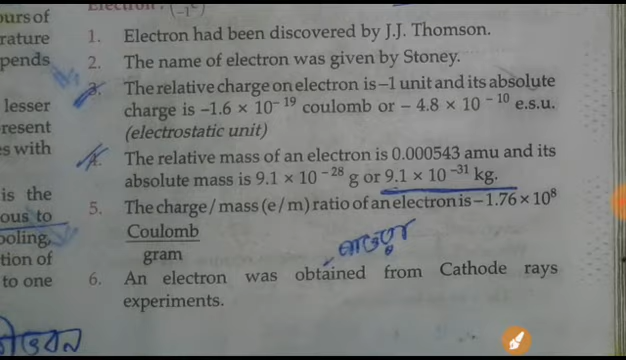 ours of
rature
pends
lesser
resent
s with
is the
ous to
ooling,
tion of
to one
Electron :
1. Electron had been discovered by J.J. Thomson.
2. The name of electron was given by Stoney.
3. The relative charge on electron is –1 unit and its absolute
charge is –1.6 × 10⁻¹⁹ coulomb or – 4.8 × 10⁻¹⁰ e.s.u.
(electrostatic unit)
4. The relative mass of an electron is 0.000543 amu and its
absolute mass is 9.1 × 10⁻²⁸ g or 9.1 × 10⁻³¹ kg.
5. The charge/mass (e/m) ratio of an electron is –1.76 × 10⁸
Coulomb
gram
6. An electron was obtained from Cathode rays
experiments.